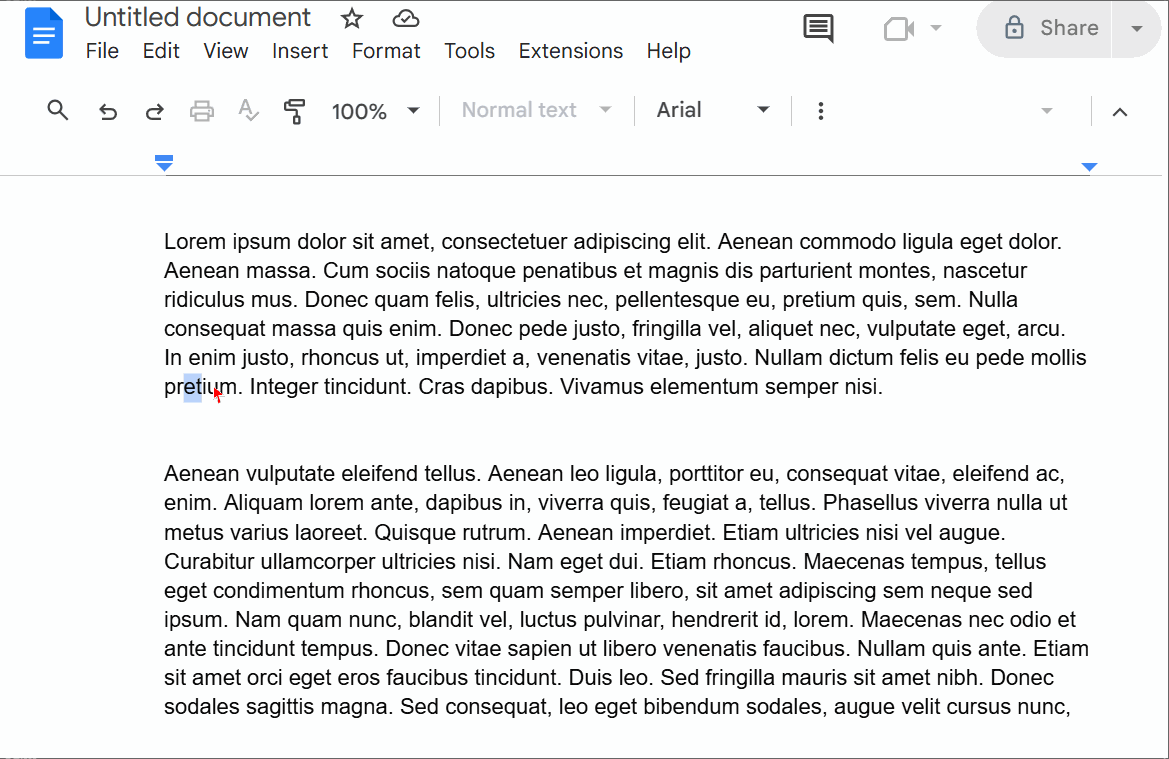 Untitled document
File Edit View Insert Format Tools Extensions Help
Share
100% Normal text Arial
Lorem ipsum dolor sit amet, consectetuer adipiscing elit. Aenean commodo ligula eget dolor.
Aenean massa. Cum sociis natoque penatibus et magnis dis parturient montes, nascetur
ridiculus mus. Donec quam felis, ultricies nec, pellentesque eu, pretium quis, sem. Nulla
consequat massa quis enim. Donec pede justo, fringilla vel, aliquet nec, vulputate eget, arcu.
In enim justo, rhoncus ut, imperdiet a, venenatis vitae, justo. Nullam dictum felis eu pede mollis
pretium. Integer tincidunt. Cras dapibus. Vivamus elementum semper nisi.
Aenean vulputate eleifend tellus. Aenean leo ligula, porttitor eu, consequat vitae, eleifend ac,
enim. Aliquam lorem ante, dapibus in, viverra quis, feugiat a, tellus. Phasellus viverra nulla ut
metus varius laoreet. Quisque rutrum. Aenean imperdiet. Etiam ultricies nisi vel augue.
Curabitur ullamcorper ultricies nisi. Nam eget dui. Etiam rhoncus. Maecenas tempus, tellus
eget condimentum rhoncus, sem quam semper libero, sit amet adipiscing sem neque sed
ipsum. Nam quam nunc, blandit vel, luctus pulvinar, hendrerit id, lorem. Maecenas nec odio et
ante tincidunt tempus. Donec vitae sapien ut libero venenatis faucibus. Nullam quis ante. Etiam
sit amet orci eget eros faucibus tincidunt. Duis leo. Sed fringilla mauris sit amet nibh. Donec
sodales sagittis magna. Sed consequat, leo eget bibendum sodales, augue velit cursus nunc,